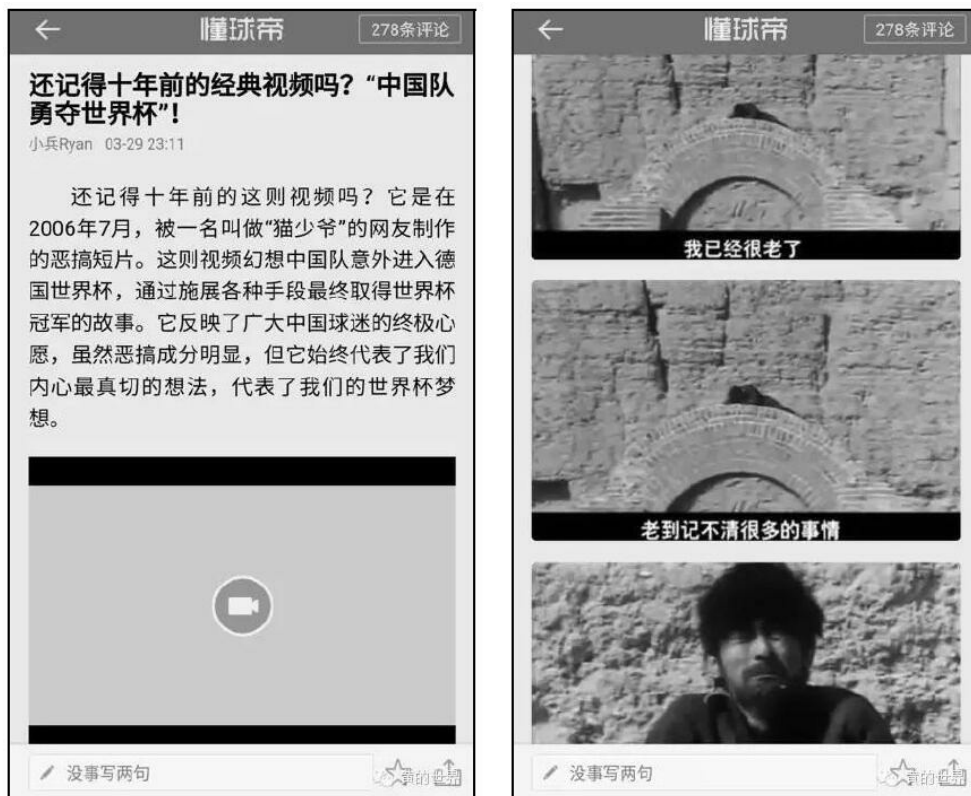 懂球帝
278条评论
还记得十年前的经典视频吗？“中国队
勇夺世界杯”！
小兵Ryan 03-29 23:11
还记得十年前的这则视频吗？它是在
2006年7月，被一名叫做“猫少爷”的网友制作
的恶搞短片。这则视频幻想中国队意外进入德
国世界杯，通过施展各种手段最终取得世界杯
冠军的故事。它反映了广大中国球迷的终极心
愿，虽然恶搞成分明显，但它始终代表了我们
内心最真切的想法，代表了我们的世界杯梦
想。
没事写两句
的世界
懂球帝
278条评论
我已经很老了
老到记不清很多的事情
没事写两句
的世界